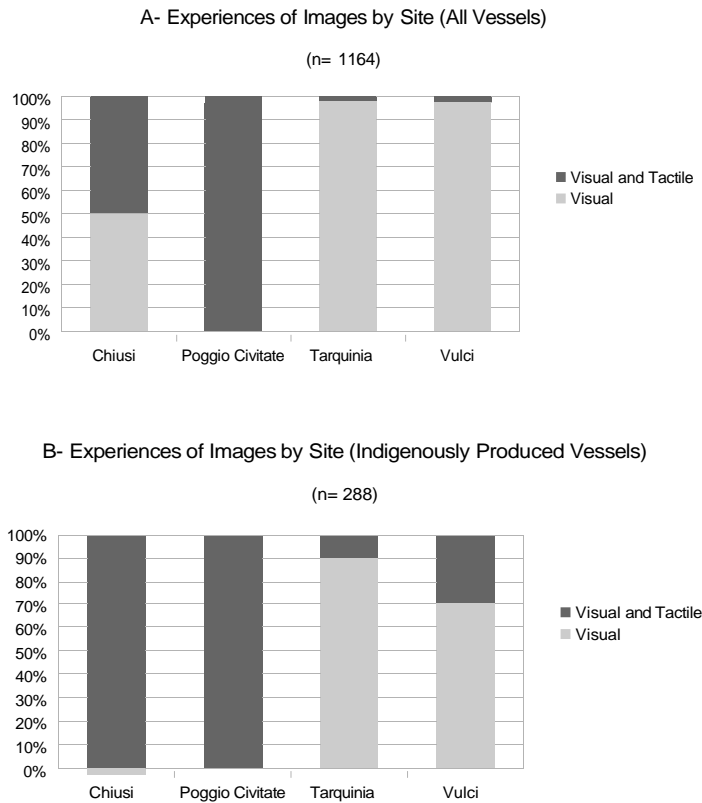 A- Experiences of Images by Site (All Vessels)
(n= 1164)
100%
90%
80%
70%
60%
50%
40%
30%
20%
10%
0%
Chiusi Poggio Civitate Tarquinia Vulci
Visual and Tactile
Visual
B- Experiences of Images by Site (Indigenously Produced Vessels)
(n= 288)
100%
90%
80%
70%
60%
50%
40%
30%
20%
10%
0%
Chiusi Poggio Civitate Tarquinia Vulci
Visual and Tactile
Visual